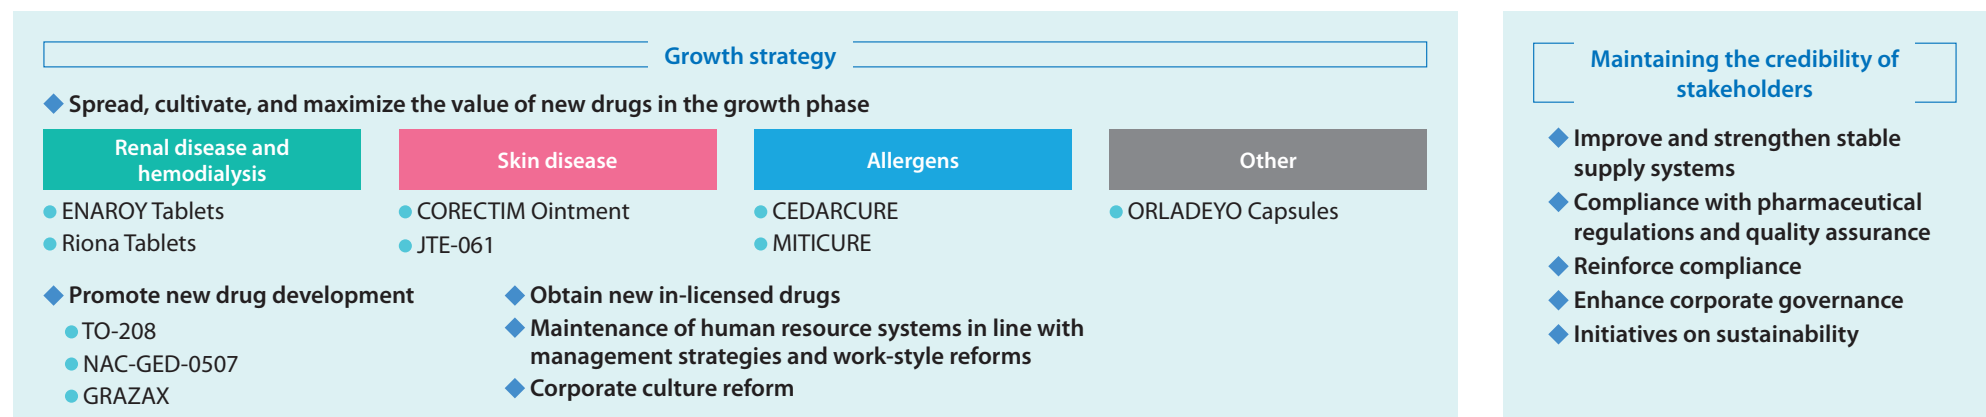 Growth strategy
◆ Spread, cultivate, and maximize the value of new drugs in the growth phase
Renal disease and
hemodialysis
● ENAROY Tablets
● Riona Tablets
Skin disease
● CORECTIM Ointment
● JTE-061
Allergens
● CEDARCURE
● MITICURE
Other
● ORLADEYO Capsules
◆ Promote new drug development
● TO-208
● NAC-GED-0507
● GRAZAX
◆ Obtain new in-licensed drugs
◆ Maintenance of human resource systems in line with
management strategies and work-style reforms
◆ Corporate culture reform
Maintaining the credibility of
stakeholders
◆ Improve and strengthen stable
supply systems
◆ Compliance with pharmaceutical
regulations and quality assurance
◆ Reinforce compliance
◆ Enhance corporate governance
◆ Initiatives on sustainability